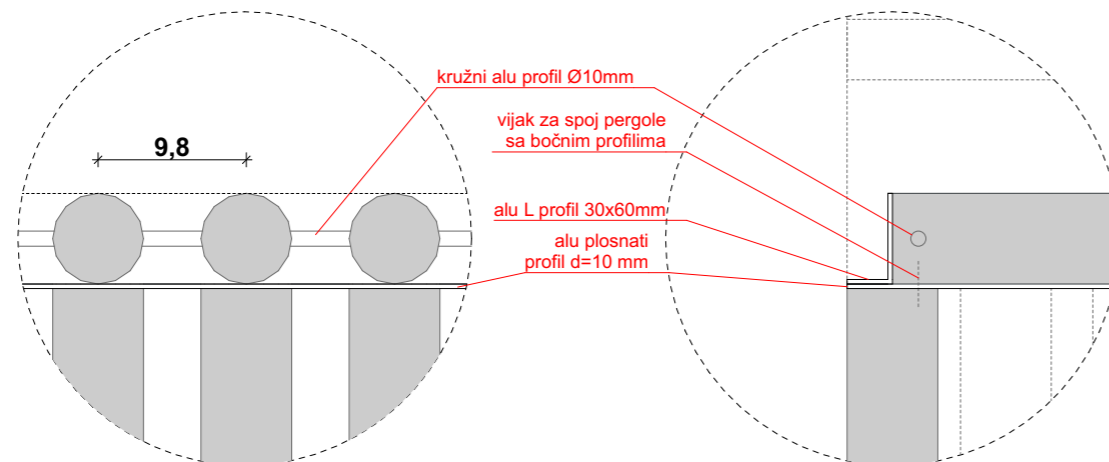 kružni alu profil Ø10mm
vijak za spoj pergole
sa bočnim profilima
9,8
alu L profil 30x60mm
alu plosnati
profil d=10 mm